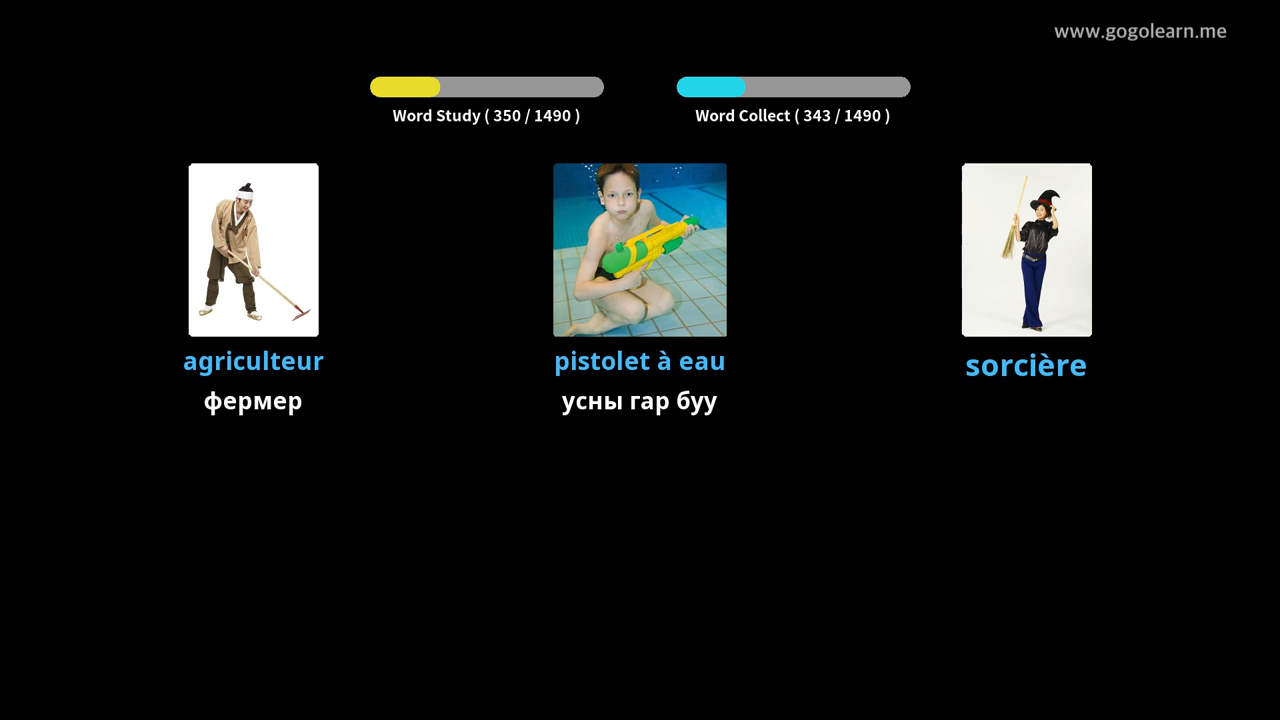 www.gogolearn.me
Word Study ( 350 / 1490 )
Word Collect ( 343 / 1490 )
agriculteur
фермер
pistolet à eau
усны гар буу
sorcière